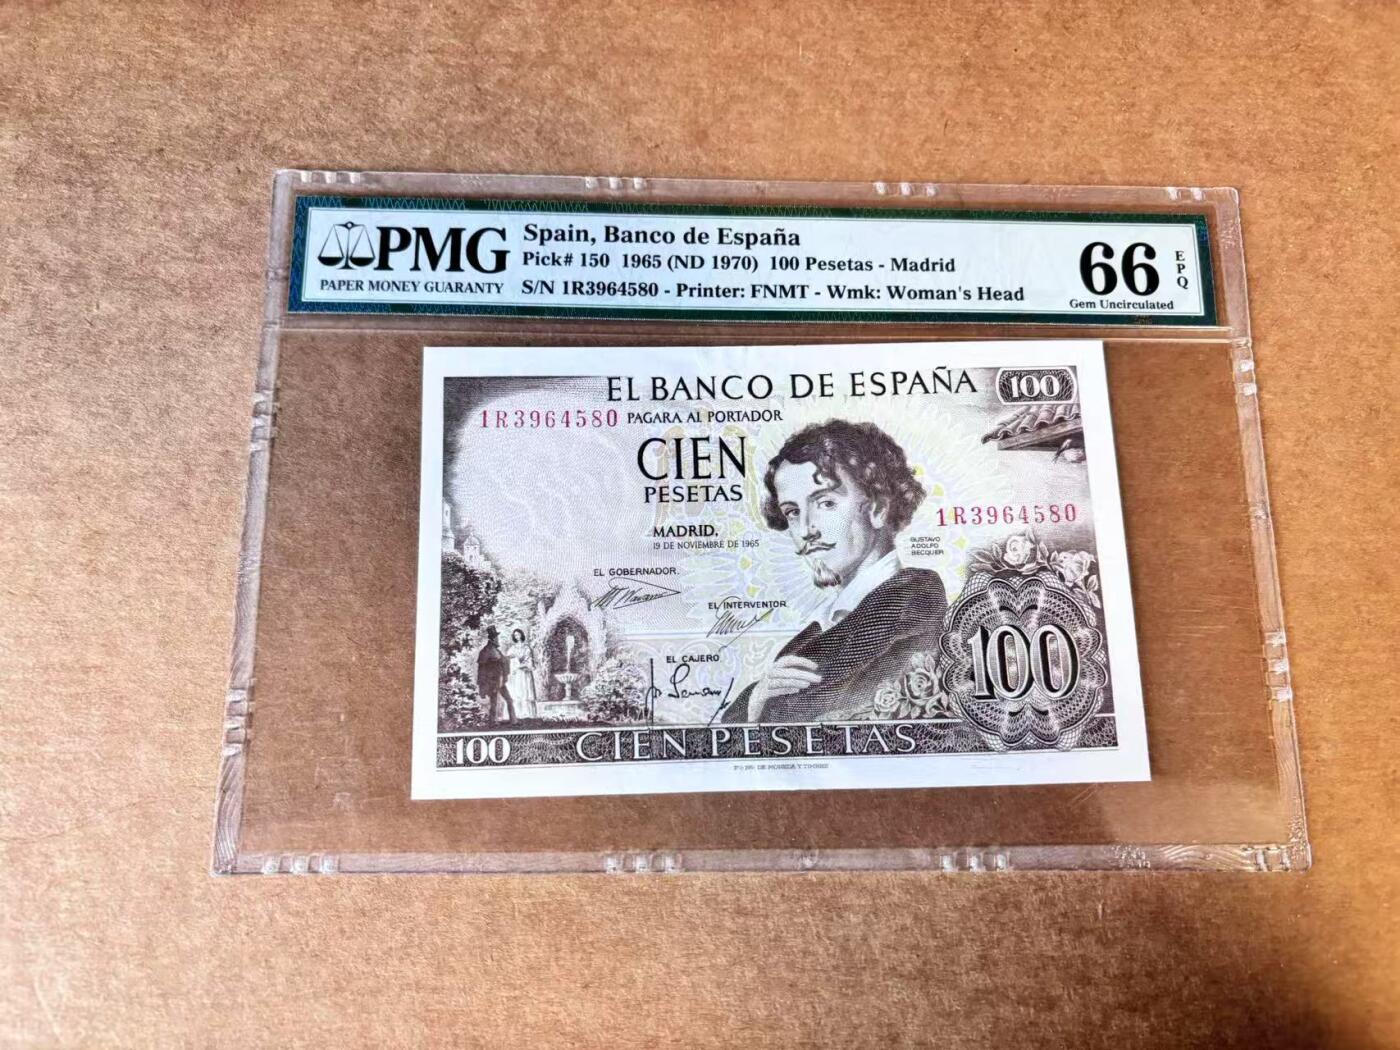 PMG
PAPER MONEY GUARANTY
Spain, Banco de España
Pick# 150 1965 (ND 1970) 100 Pesetas - Madrid
S/N 1R3964580 - Printer: FNMT - Wmk: Woman's Head
66
EPQ
Gem Uncirculated
EL BANCO DE ESPAÑA
100
1R3964580 PAGARA AL PORTADOR
CIEN
PESETAS
MADRID,
19 DE NOVIEMBRE DE 1965
1R3964580
GUSTAVO
ADOLFO
BECQUER
EL GOBERNADOR.
EL INTERVENTOR
EL CAJERO
100
100
CIEN PESETAS
DE MONEDA Y TIMBRE